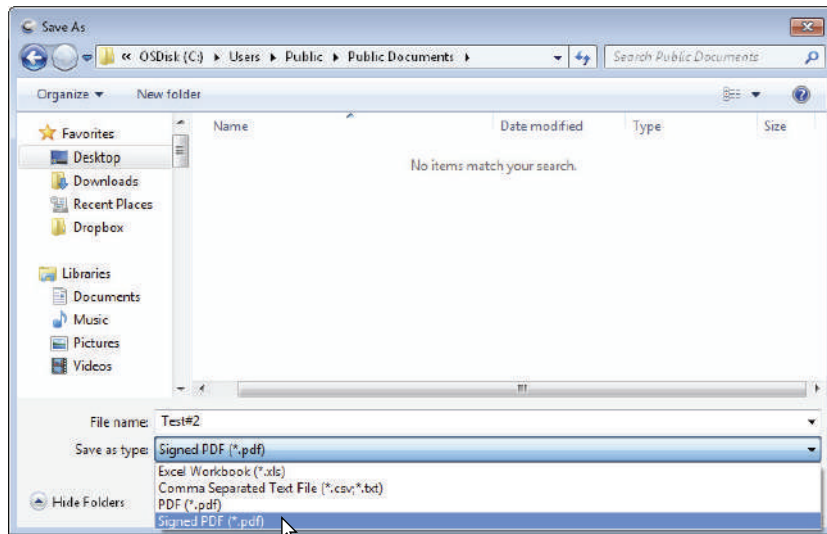 Save As
« OSDisk (C:) ▸ Users ▸ Public ▸ Public Documents ▸
Search Public Documents
Organize
New folder
Name
Date modified
Type
Size
No items match your search.
Favorites
Desktop
Downloads
Recent Places
Dropbox
Libraries
Documents
Music
Pictures
Videos
File name: Test#2
Save as type: Signed PDF (*.pdf)
Excel Workbook (*.xls)
Comma Separated Text File (*.csv;*.txt)
PDF (*.pdf)
Signed PDF (*.pdf)
Hide Folders